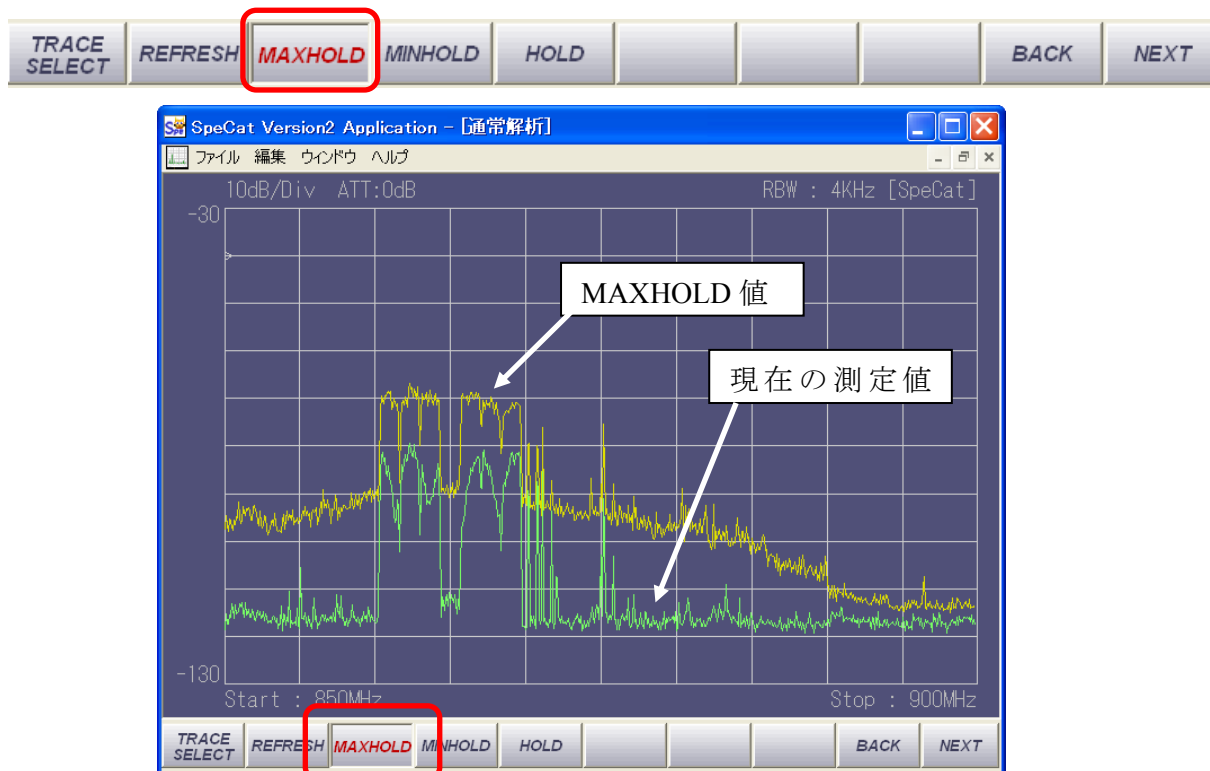 TRACE SELECT REFRESH MAXHOLD MINHOLD HOLD BACK NEXT
SpeCat Version2 Application - [通常解析]
ファイル 編集 ウィンドウ ヘルプ
10dB/Div ATT:0dB RBW : 4KHz [SpeCat]
-30
MAXHOLD 値
現在の測定値
-130
Start : 850MHz Stop : 900MHz
TRACE SELECT REFRESH MAXHOLD MINHOLD HOLD BACK NEXT